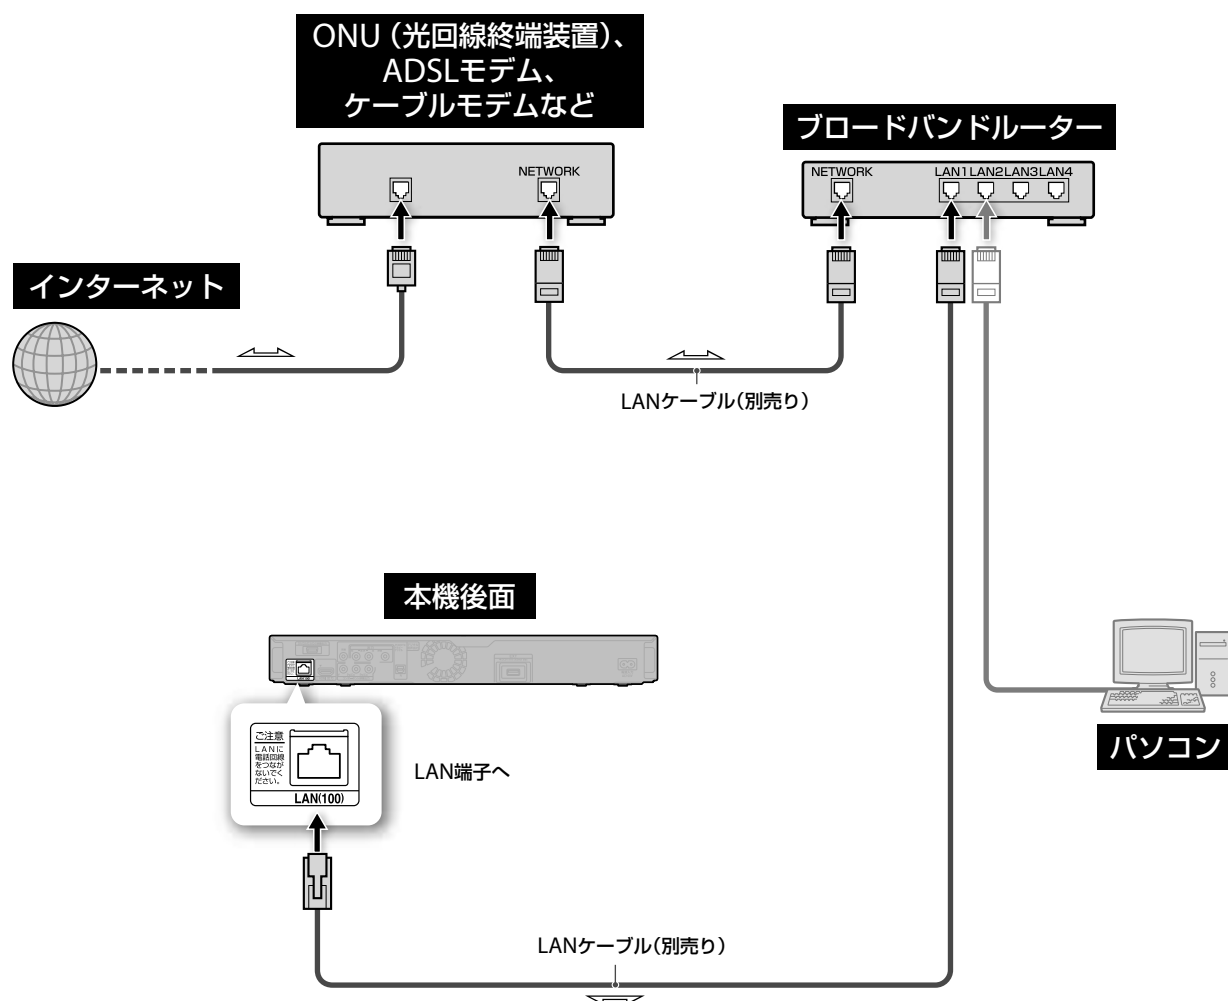 ONU（光回線終端装置）、
ADSLモデム、
ケーブルモデムなど
ブロードバンドルーター
NETWORK
NETWORK
LAN1 LAN2 LAN3 LAN4
インターネット
LANケーブル（別売り）
本機後面
ご注意
LANに
電話回線
をつなが
ないでく
ださい。
LAN(100)
LAN端子へ
パソコン
LANケーブル（別売り）